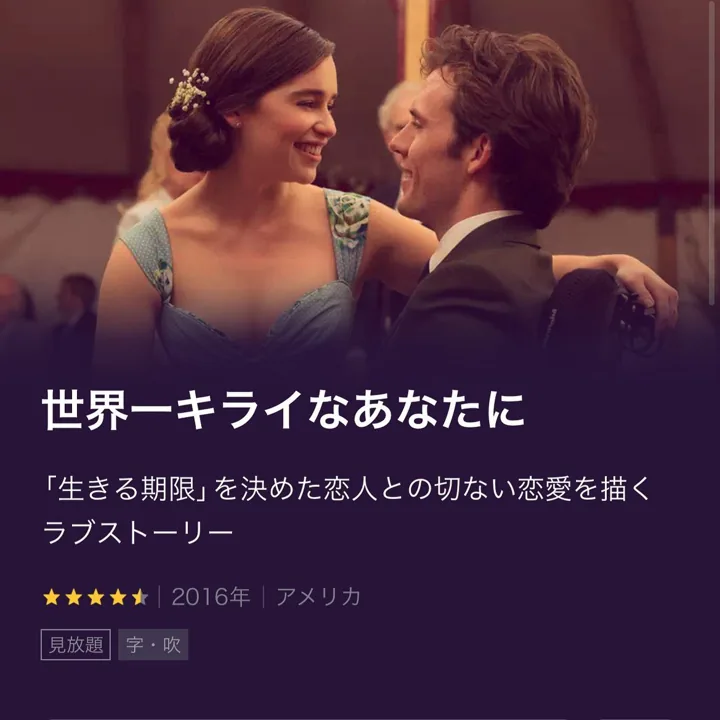 世界一キライなあなたに
「生きる期限」を決めた恋人との切ない恋愛を描く
ラブストーリー
2016年 アメリカ
見放題 字・吹